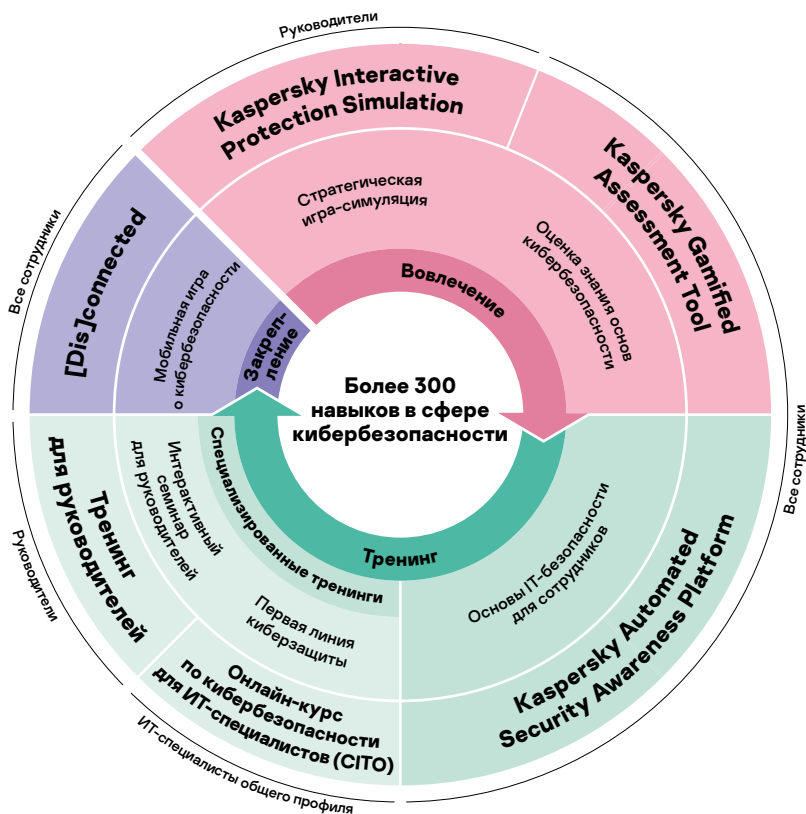 Руководители
Kaspersky Interactive
Protection Simulation
Стратегическая
игра-симуляция
Kaspersky Gamified
Assessment Tool
Оценка знания основ
кибербезопасности
Вовлечение
Все сотрудники
[Dis]connected
Мобильная игра
о кибербезопасности
Закреп-
ление
Более 300
навыков в сфере
кибербезопасности
Все сотрудники
Kaspersky Automated
Security Awareness Platform
Основы IT-безопасности
для сотрудников
Тренинг
Специализированные тренинги
Руководители
Тренинг
для руководителей
Интерактивный
семинар
для руководителей
Первая линия
киберзащиты
Онлайн-курс
по кибербезопасности
для ИТ-специалистов (CITO)
ИТ-специалисты общего профиля